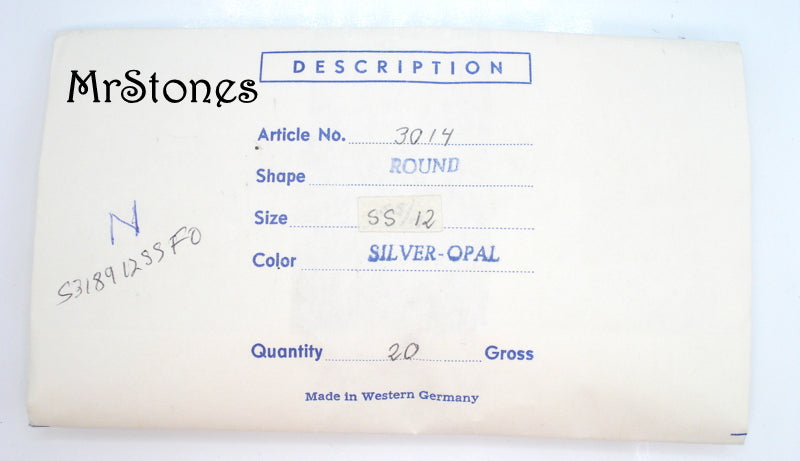 DESCRIPTION
MrStones
Article No. 3014
Shape ROUND
Size SS/12
Color SILVER-OPAL
N
S3189 12SS FO
Quantity 20 Gross
Made in Western Germany